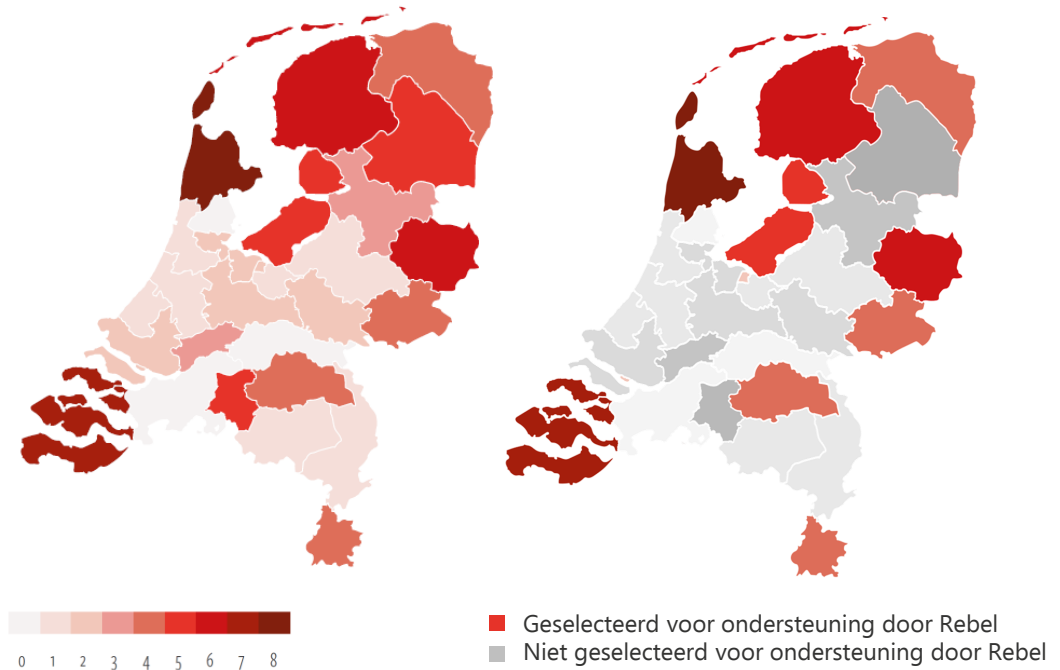 0 1 2 3 4 5 6 7 8
Geselecteerd voor ondersteuning door Rebel
Niet geselecteerd voor ondersteuning door Rebel